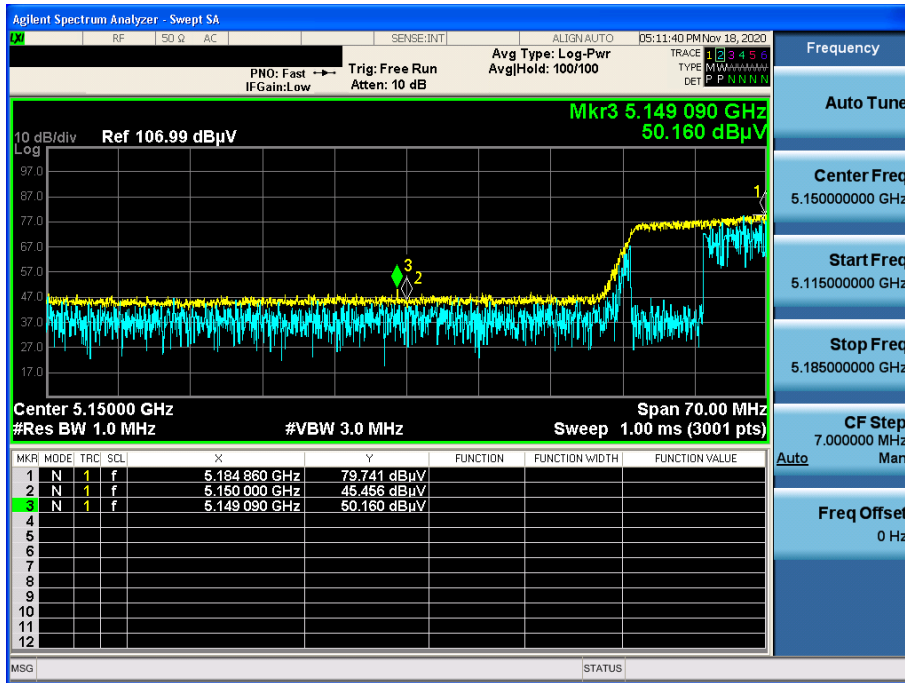 Agilent Spectrum Analyzer - Swept SA
LXI RF 50 Ω AC SENSE:INT ALIGN AUTO 05:11:40 PM Nov 18, 2020
Frequency
PNO: Fast Trig: Free Run Avg Type: Log-Pwr TRACE 1 2 3 4 5 6
IFGain:Low Atten: 10 dB Avg|Hold: 100/100 TYPE M W
DET P P N N N N
Auto Tune
Mkr3 5.149 090 GHz
10 dB/div Ref 106.99 dBµV 50.160 dBµV
Log
97.0
87.0
77.0
67.0
57.0
47.0
37.0
27.0
17.0
1
3
2
Center Freq
5.150000000 GHz
Start Freq
5.115000000 GHz
Stop Freq
5.185000000 GHz
Center 5.15000 GHz Span 70.00 MHz
#Res BW 1.0 MHz #VBW 3.0 MHz Sweep 1.00 ms (3001 pts)
CF Step
7.000000 MHz
Auto Man
MKR MODE TRC SCL X Y FUNCTION FUNCTION WIDTH FUNCTION VALUE
1 N 1 f 5.184 860 GHz 79.741 dBµV
2 N 1 f 5.150 000 GHz 45.456 dBµV
3 N 1 f 5.149 090 GHz 50.160 dBµV
4
5
6
7
8
9
10
11
12
Freq Offset
0 Hz
MSG STATUS